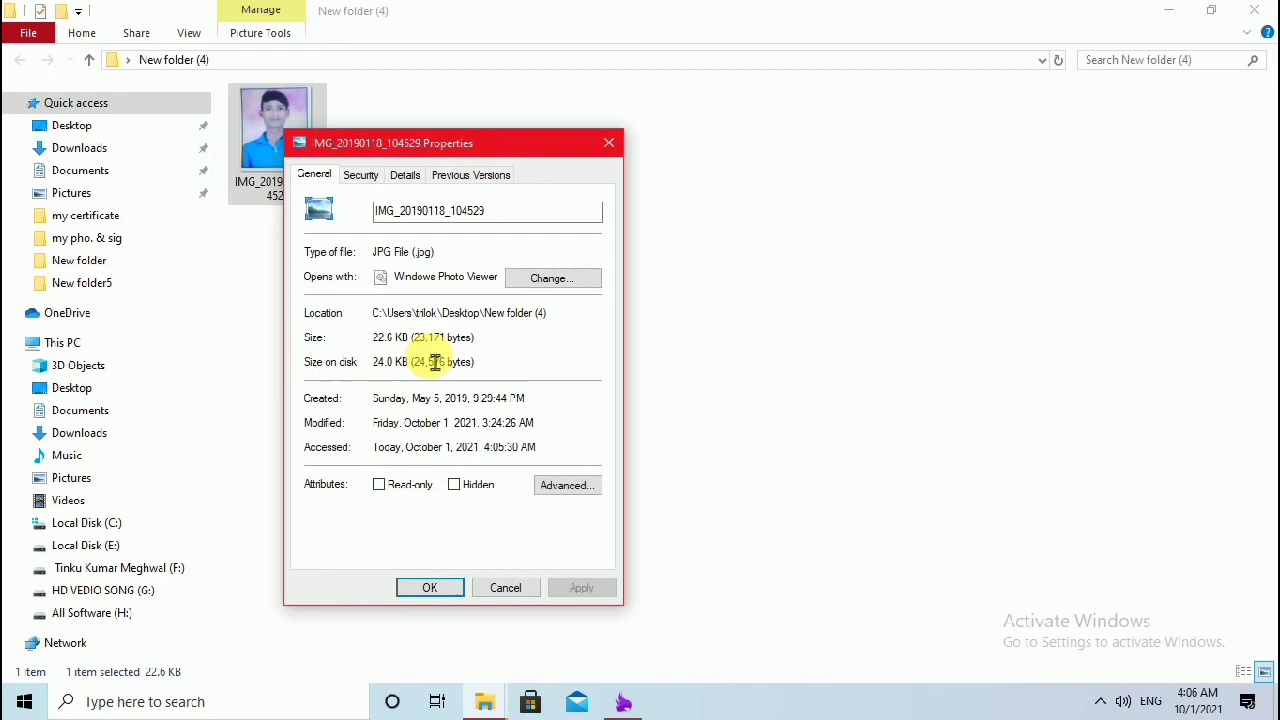 Manage
New folder (4)
File
Home
Share
View
Picture Tools
New folder (4)
Search New folder (4)
Quick access
Desktop
Downloads
Documents
Pictures
my certificate
my pho. & sig
New folder
New folder5
OneDrive
This PC
3D Objects
Desktop
Documents
Downloads
Music
Pictures
Videos
Local Disk (C:)
Local Disk (E:)
Tinku Kumar Meghwal (F:)
HD VEDIO SONG (G:)
All Software (H:)
Network
IMG_2019
452
IMG_20190118_104529 Properties
General
Security
Details
Previous Versions
IMG_20190118_104529
Type of file: JPG File (.jpg)
Opens with: Windows Photo Viewer
Change...
Location: C:\Users\trilok\Desktop\New folder (4)
Size: 22.6 KB (23,171 bytes)
Size on disk: 24.0 KB (24,576 bytes)
Created: Sunday, May 5, 2019, 9:29:44 PM
Modified: Friday, October 1, 2021, 3:24:26 AM
Accessed: Today, October 1, 2021, 4:05:30 AM
Attributes: Read-only Hidden
Advanced...
OK
Cancel
Apply
Activate Windows
Go to Settings to activate Windows.
1 item 1 item selected 22.6 KB
Type here to search
ENG
4:06 AM
10/1/2021